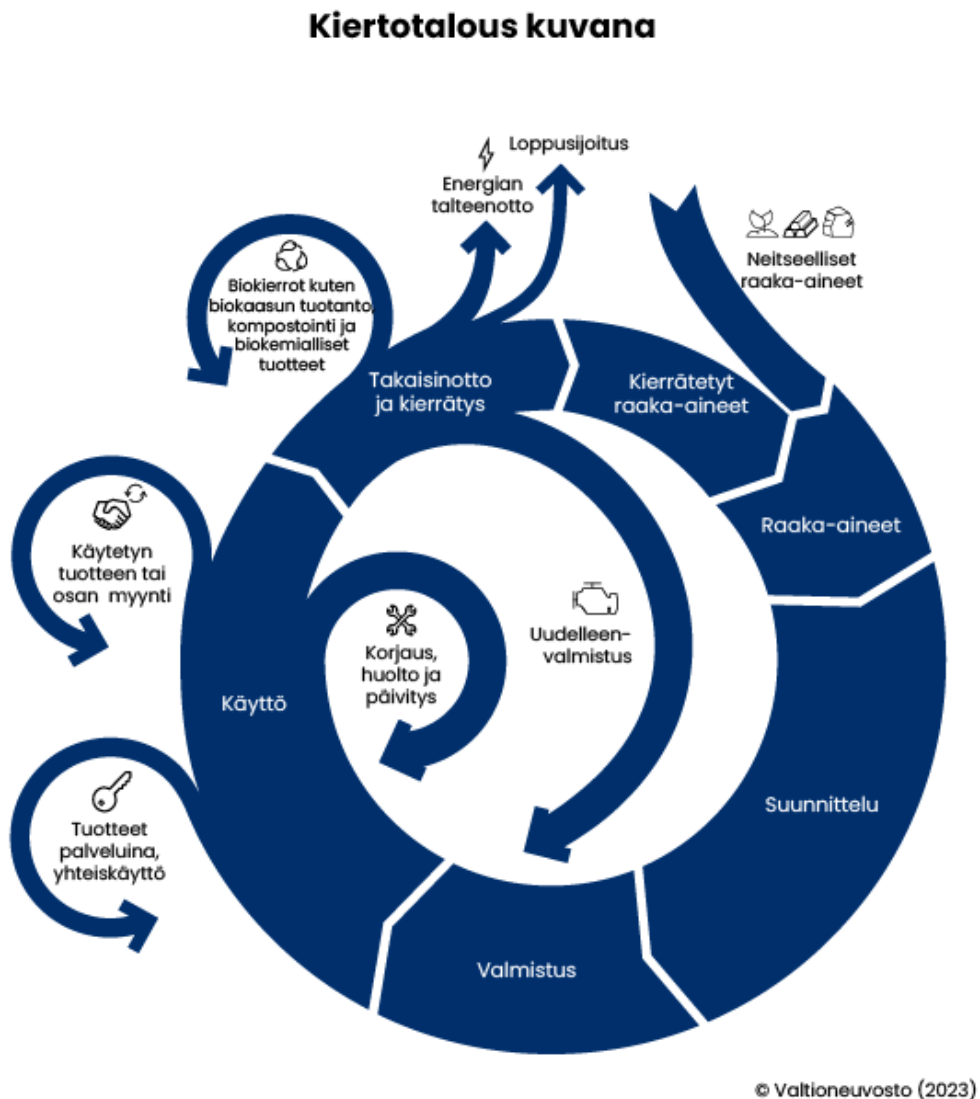 Kiertotalous kuvana
Loppusijoitus
Energian
talteenotto
Neitseelliset
raaka-aineet
Biokierrot kuten
biokaasun tuotanto,
kompostointi ja
biokemialliset
tuotteet
Takaisinotto
ja kierrätys
Kierrätetyt
raaka-aineet
Raaka-aineet
Käytetyn
tuotteen tai
osan myynti
Korjaus,
huolto ja
päivitys
Uudelleen-
valmistus
Käyttö
Suunnittelu
Tuotteet
palveluina,
yhteiskäyttö
Valmistus
© Valtioneuvosto (2023)